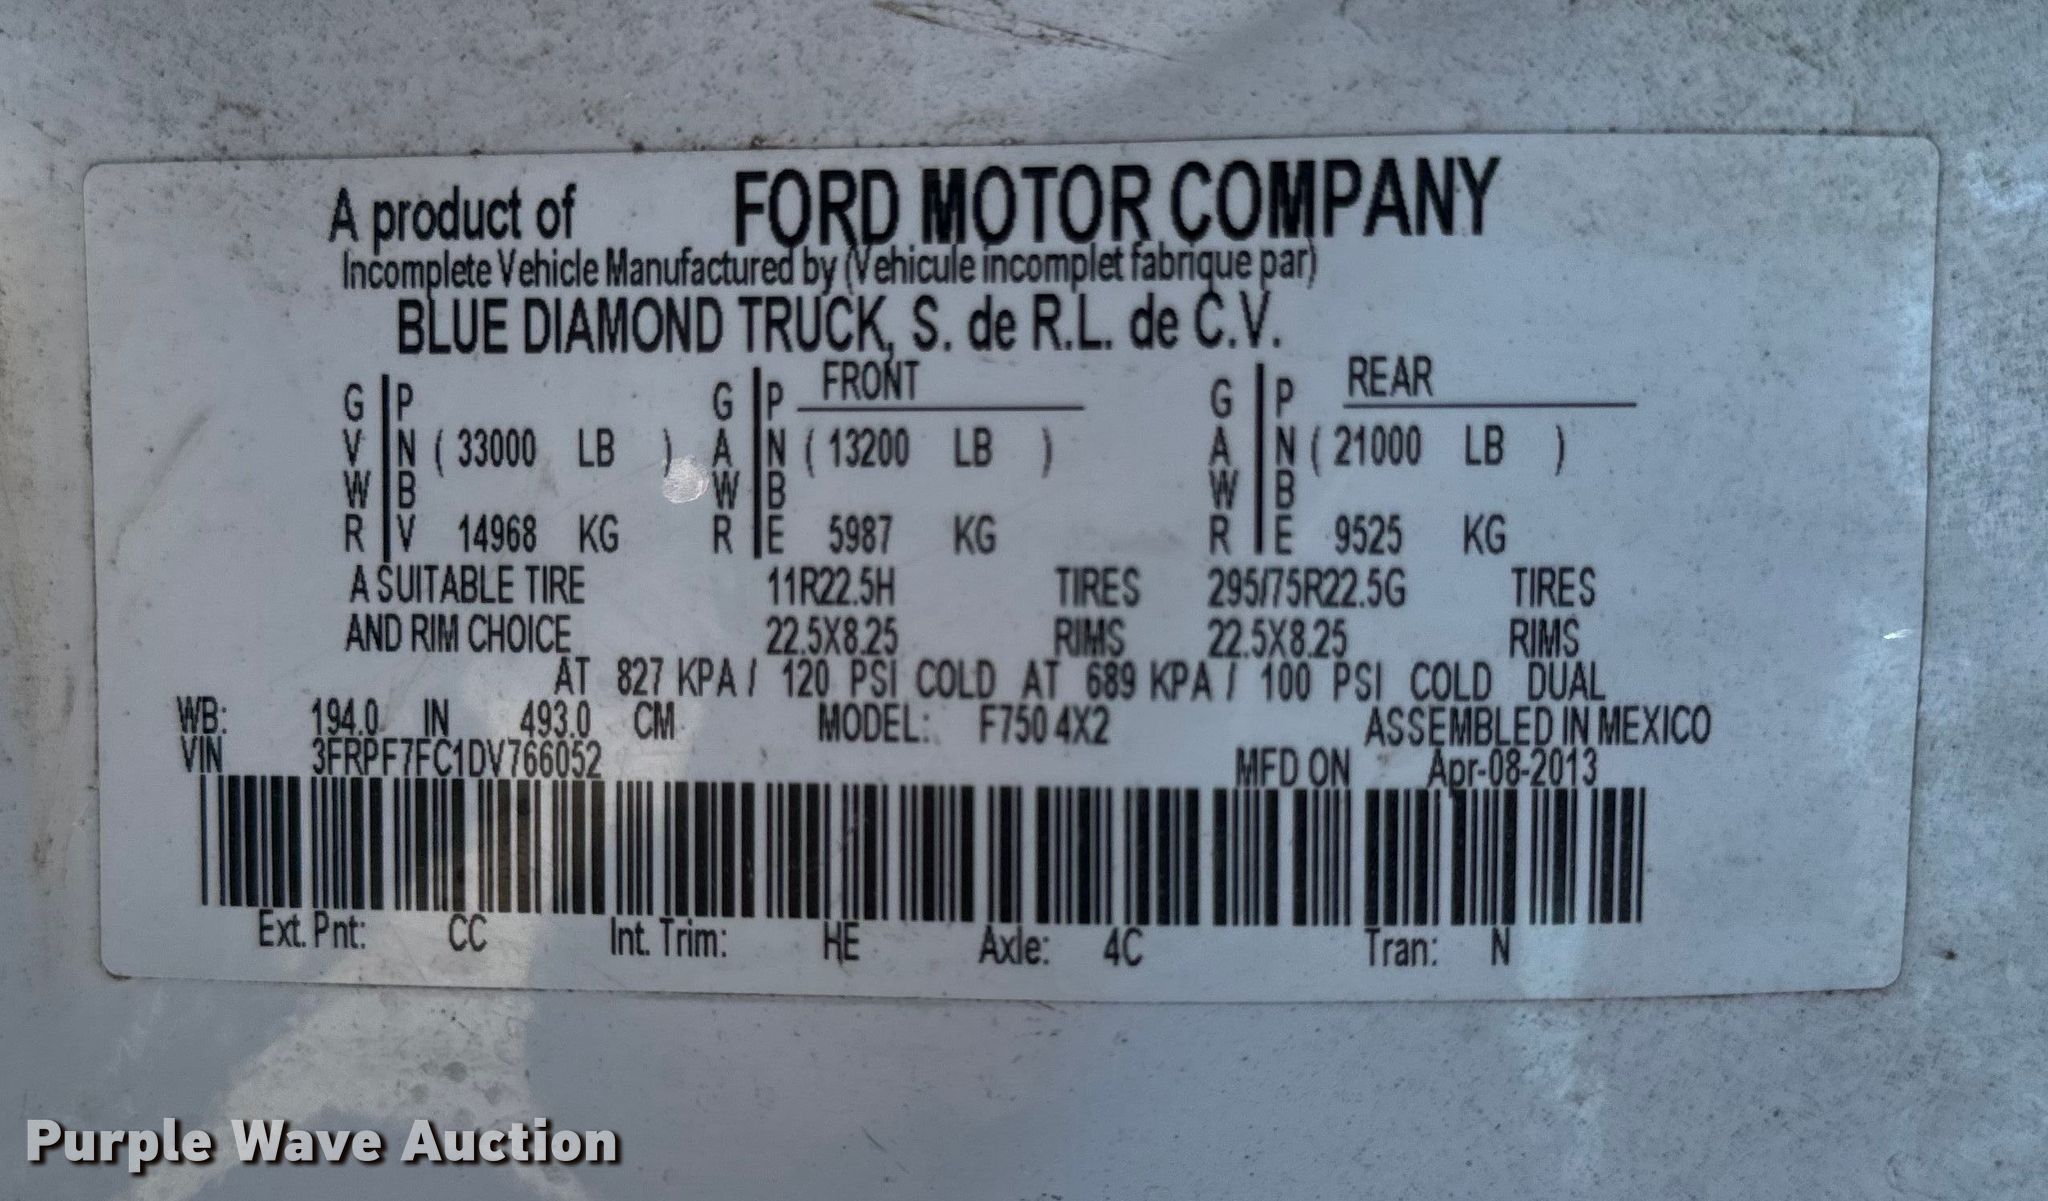 A product of FORD MOTOR COMPANY
Incomplete Vehicle Manufactured by (Vehicule incomplet fabrique par)
BLUE DIAMOND TRUCK, S. de R.L. de C.V.
FRONT REAR
G P G P G P
V N ( 33000 LB ) A N ( 13200 LB ) A N ( 21000 LB )
W B W B W B
R V 14968 KG R E 5987 KG R E 9525 KG
A SUITABLE TIRE 11R22.5H TIRES 295/75R22.5G TIRES
AND RIM CHOICE 22.5X8.25 RIMS 22.5X8.25 RIMS
AT 827 KPA / 120 PSI COLD AT 689 KPA / 100 PSI COLD DUAL
WB: 194.0 IN 493.0 CM MODEL: F750 4X2 ASSEMBLED IN MEXICO
VIN 3FRPF7FC1DV766052 MFD ON Apr-08-2013
Ext. Pnt: CC Int. Trim: HE Axle: 4C Tran: N
Purple Wave Auction